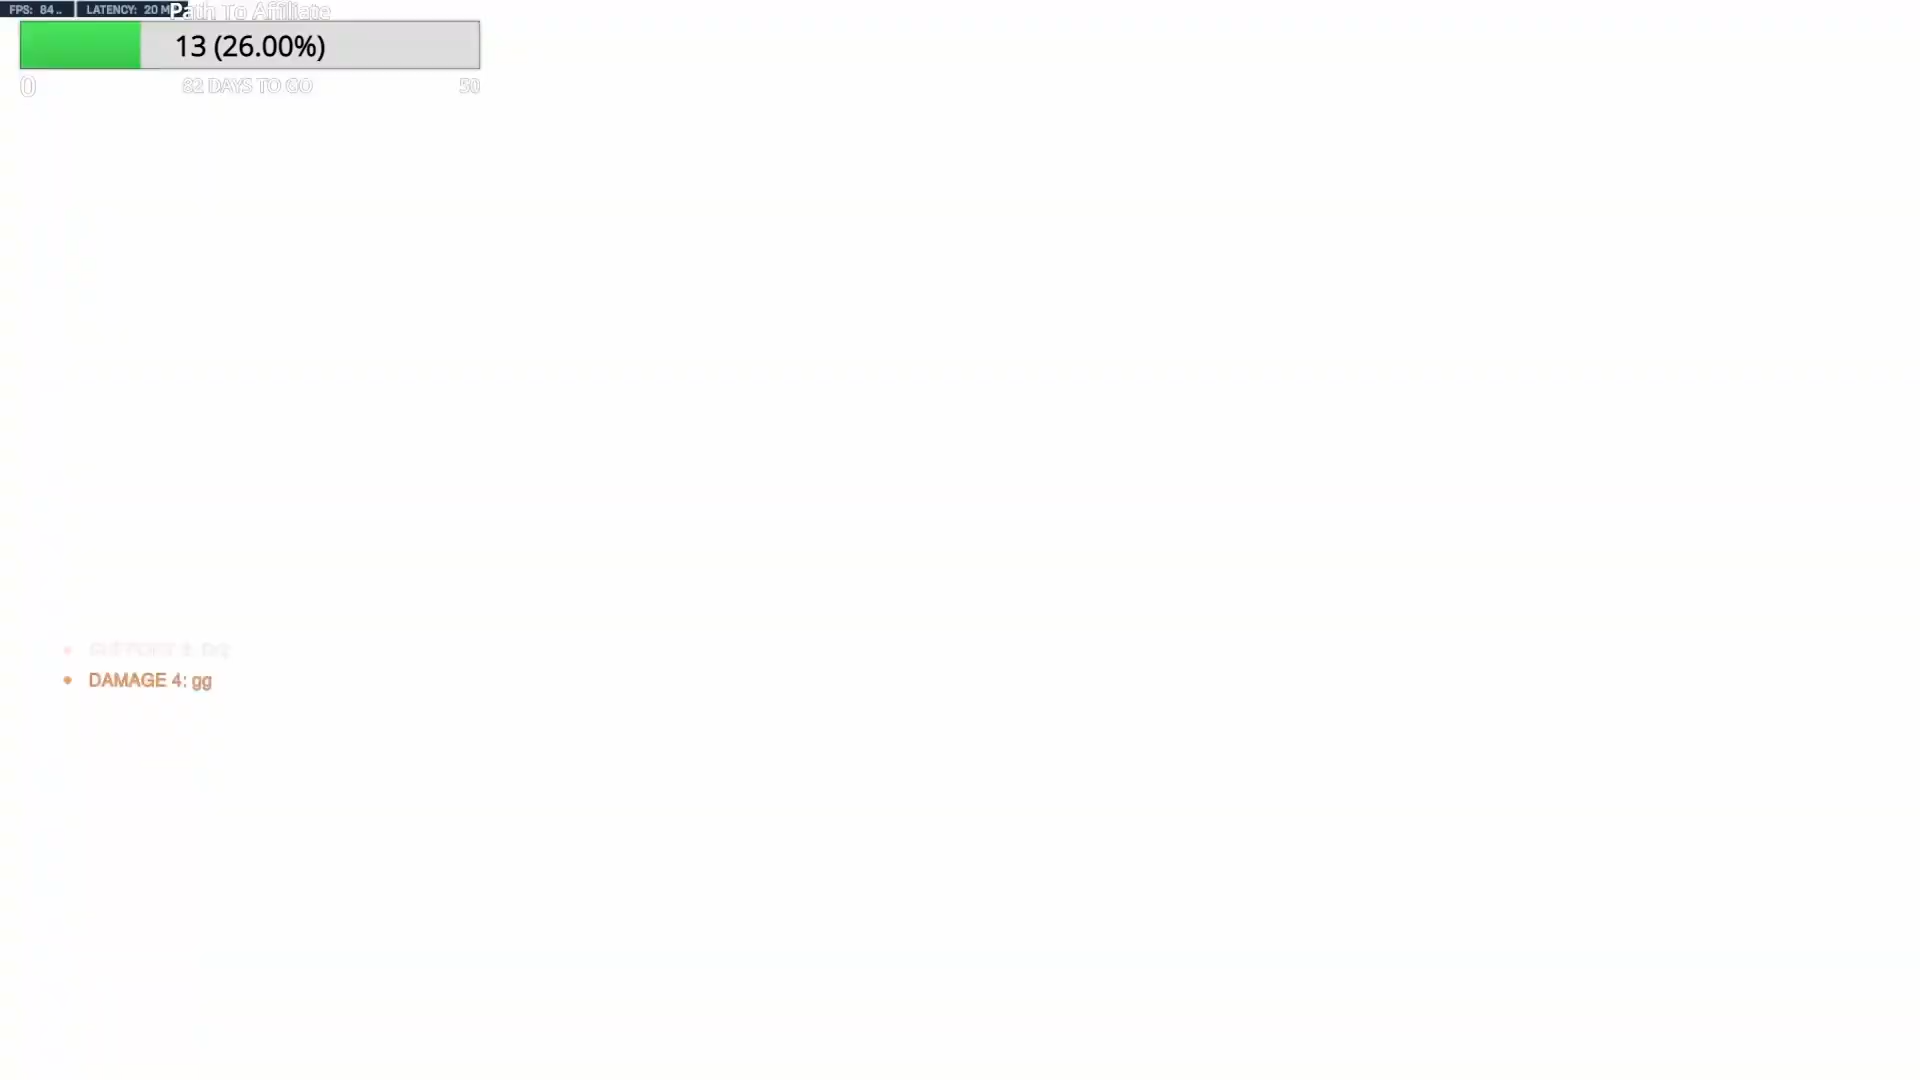 FPS: 84 .. LATENCY: 20 M
Path To Affiliate
13 (26.00%)
0 82 DAYS TO GO 50
DAMAGE 4: gg